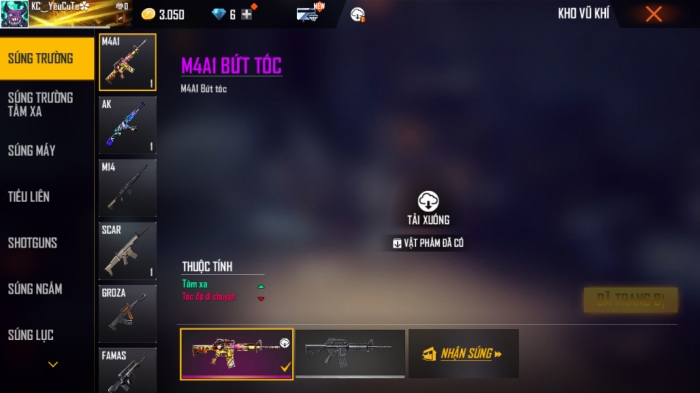 KC__YêuCuTe
3.050
6
NEW
KHO VŨ KHÍ
SÚNG TRƯỜNG
SÚNG TRƯỜNG
TẦM XA
SÚNG MÁY
TIỂU LIÊN
SHOTGUNS
SÚNG NGẮM
SÚNG LỤC
M4A1
1
AK
1
M14
SCAR
1
GROZA
FAMAS
M4A1 BỨT TỐC
M4A1 Bứt tốc
TẢI XUỐNG
VẬT PHẨM ĐÃ CÓ
THUỘC TÍNH
Tầm xa
Tốc độ di chuyển
ĐÃ TRANG BỊ
NHẬN SÚNG